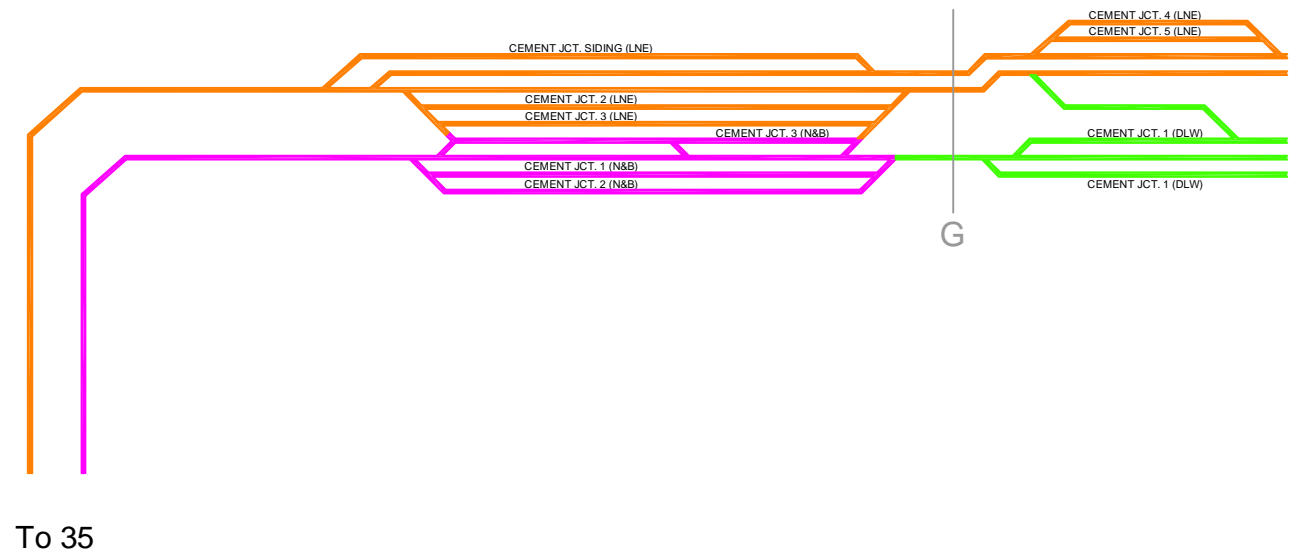 CEMENT JCT. 4 (LNE)
CEMENT JCT. 5 (LNE)
CEMENT JCT. SIDING (LNE)
CEMENT JCT. 2 (LNE)
CEMENT JCT. 3 (LNE)
CEMENT JCT. 3 (N&B)
CEMENT JCT. 1 (DLW)
CEMENT JCT. 1 (N&B)
CEMENT JCT. 2 (N&B)
CEMENT JCT. 1 (DLW)
G
To 35